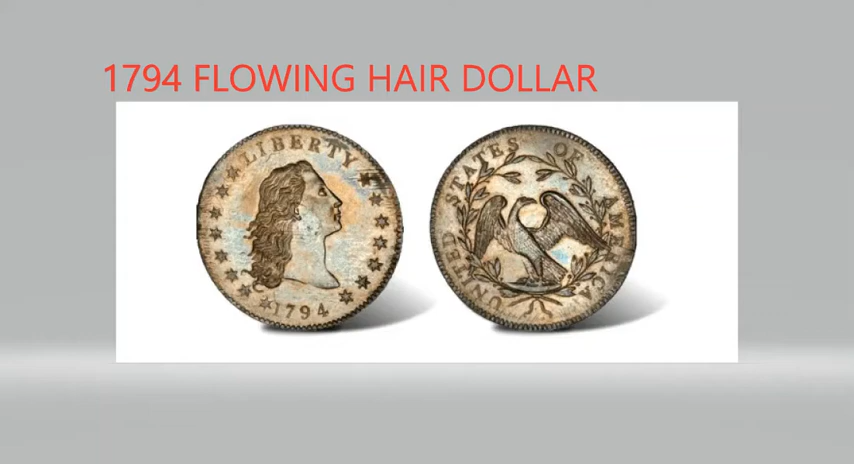 1794 FLOWING HAIR DOLLAR
LIBERTY
1794
UNITED STATES OF AMERICA